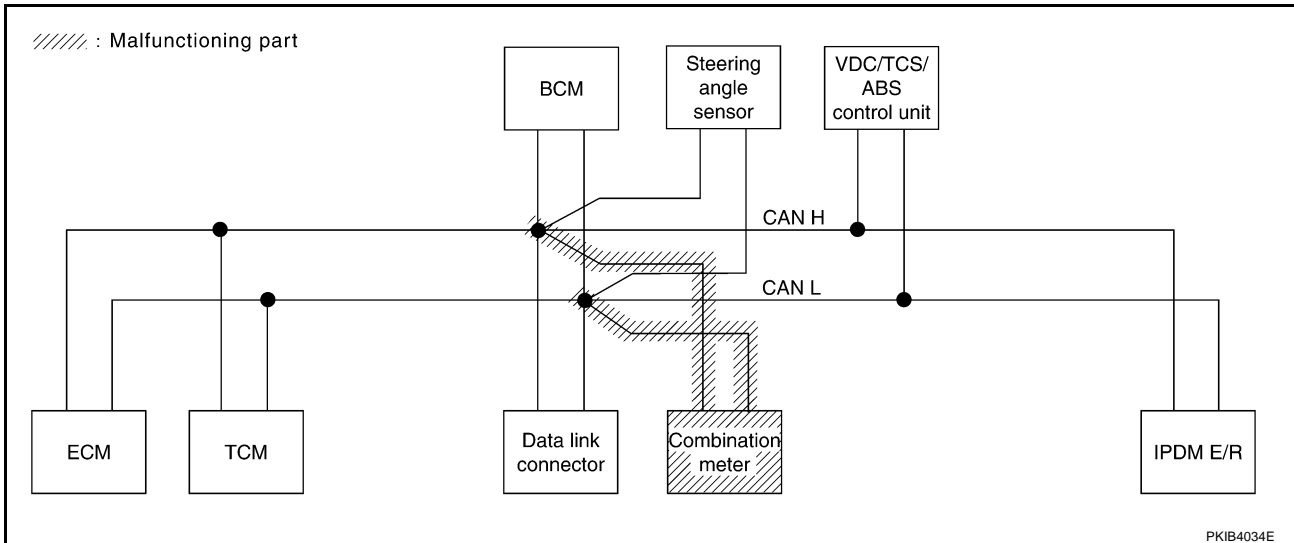 : Malfunctioning part
BCM
Steering
angle
sensor
VDC/TCS/
ABS
control unit
CAN H
CAN L
ECM
TCM
Data link
connector
Combination
meter
IPDM E/R
PKIB4034E